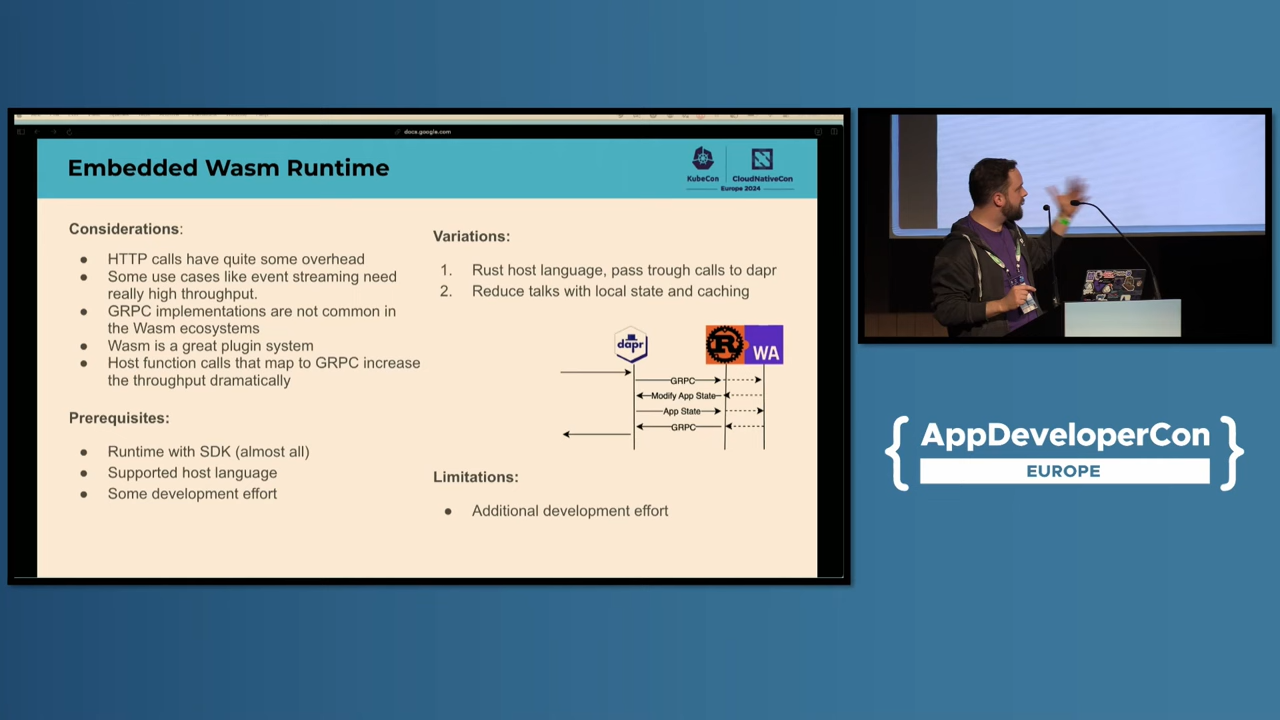 docs.google.com
Embedded Wasm Runtime
KubeCon
CloudNativeCon
Europe 2024
Considerations:
HTTP calls have quite some overhead
Some use cases like event streaming need
really high throughput.
GRPC implementations are not common in
the Wasm ecosystems
Wasm is a great plugin system
Host function calls that map to GRPC increase
the throughput dramatically
Prerequisites:
Runtime with SDK (almost all)
Supported host language
Some development effort
Variations:
1. Rust host language, pass trough calls to dapr
2. Reduce talks with local state and caching
dapr
R
WA
GRPC
Modify App State
App State
GRPC
Limitations:
Additional development effort
{ AppDeveloperCon }
EUROPE